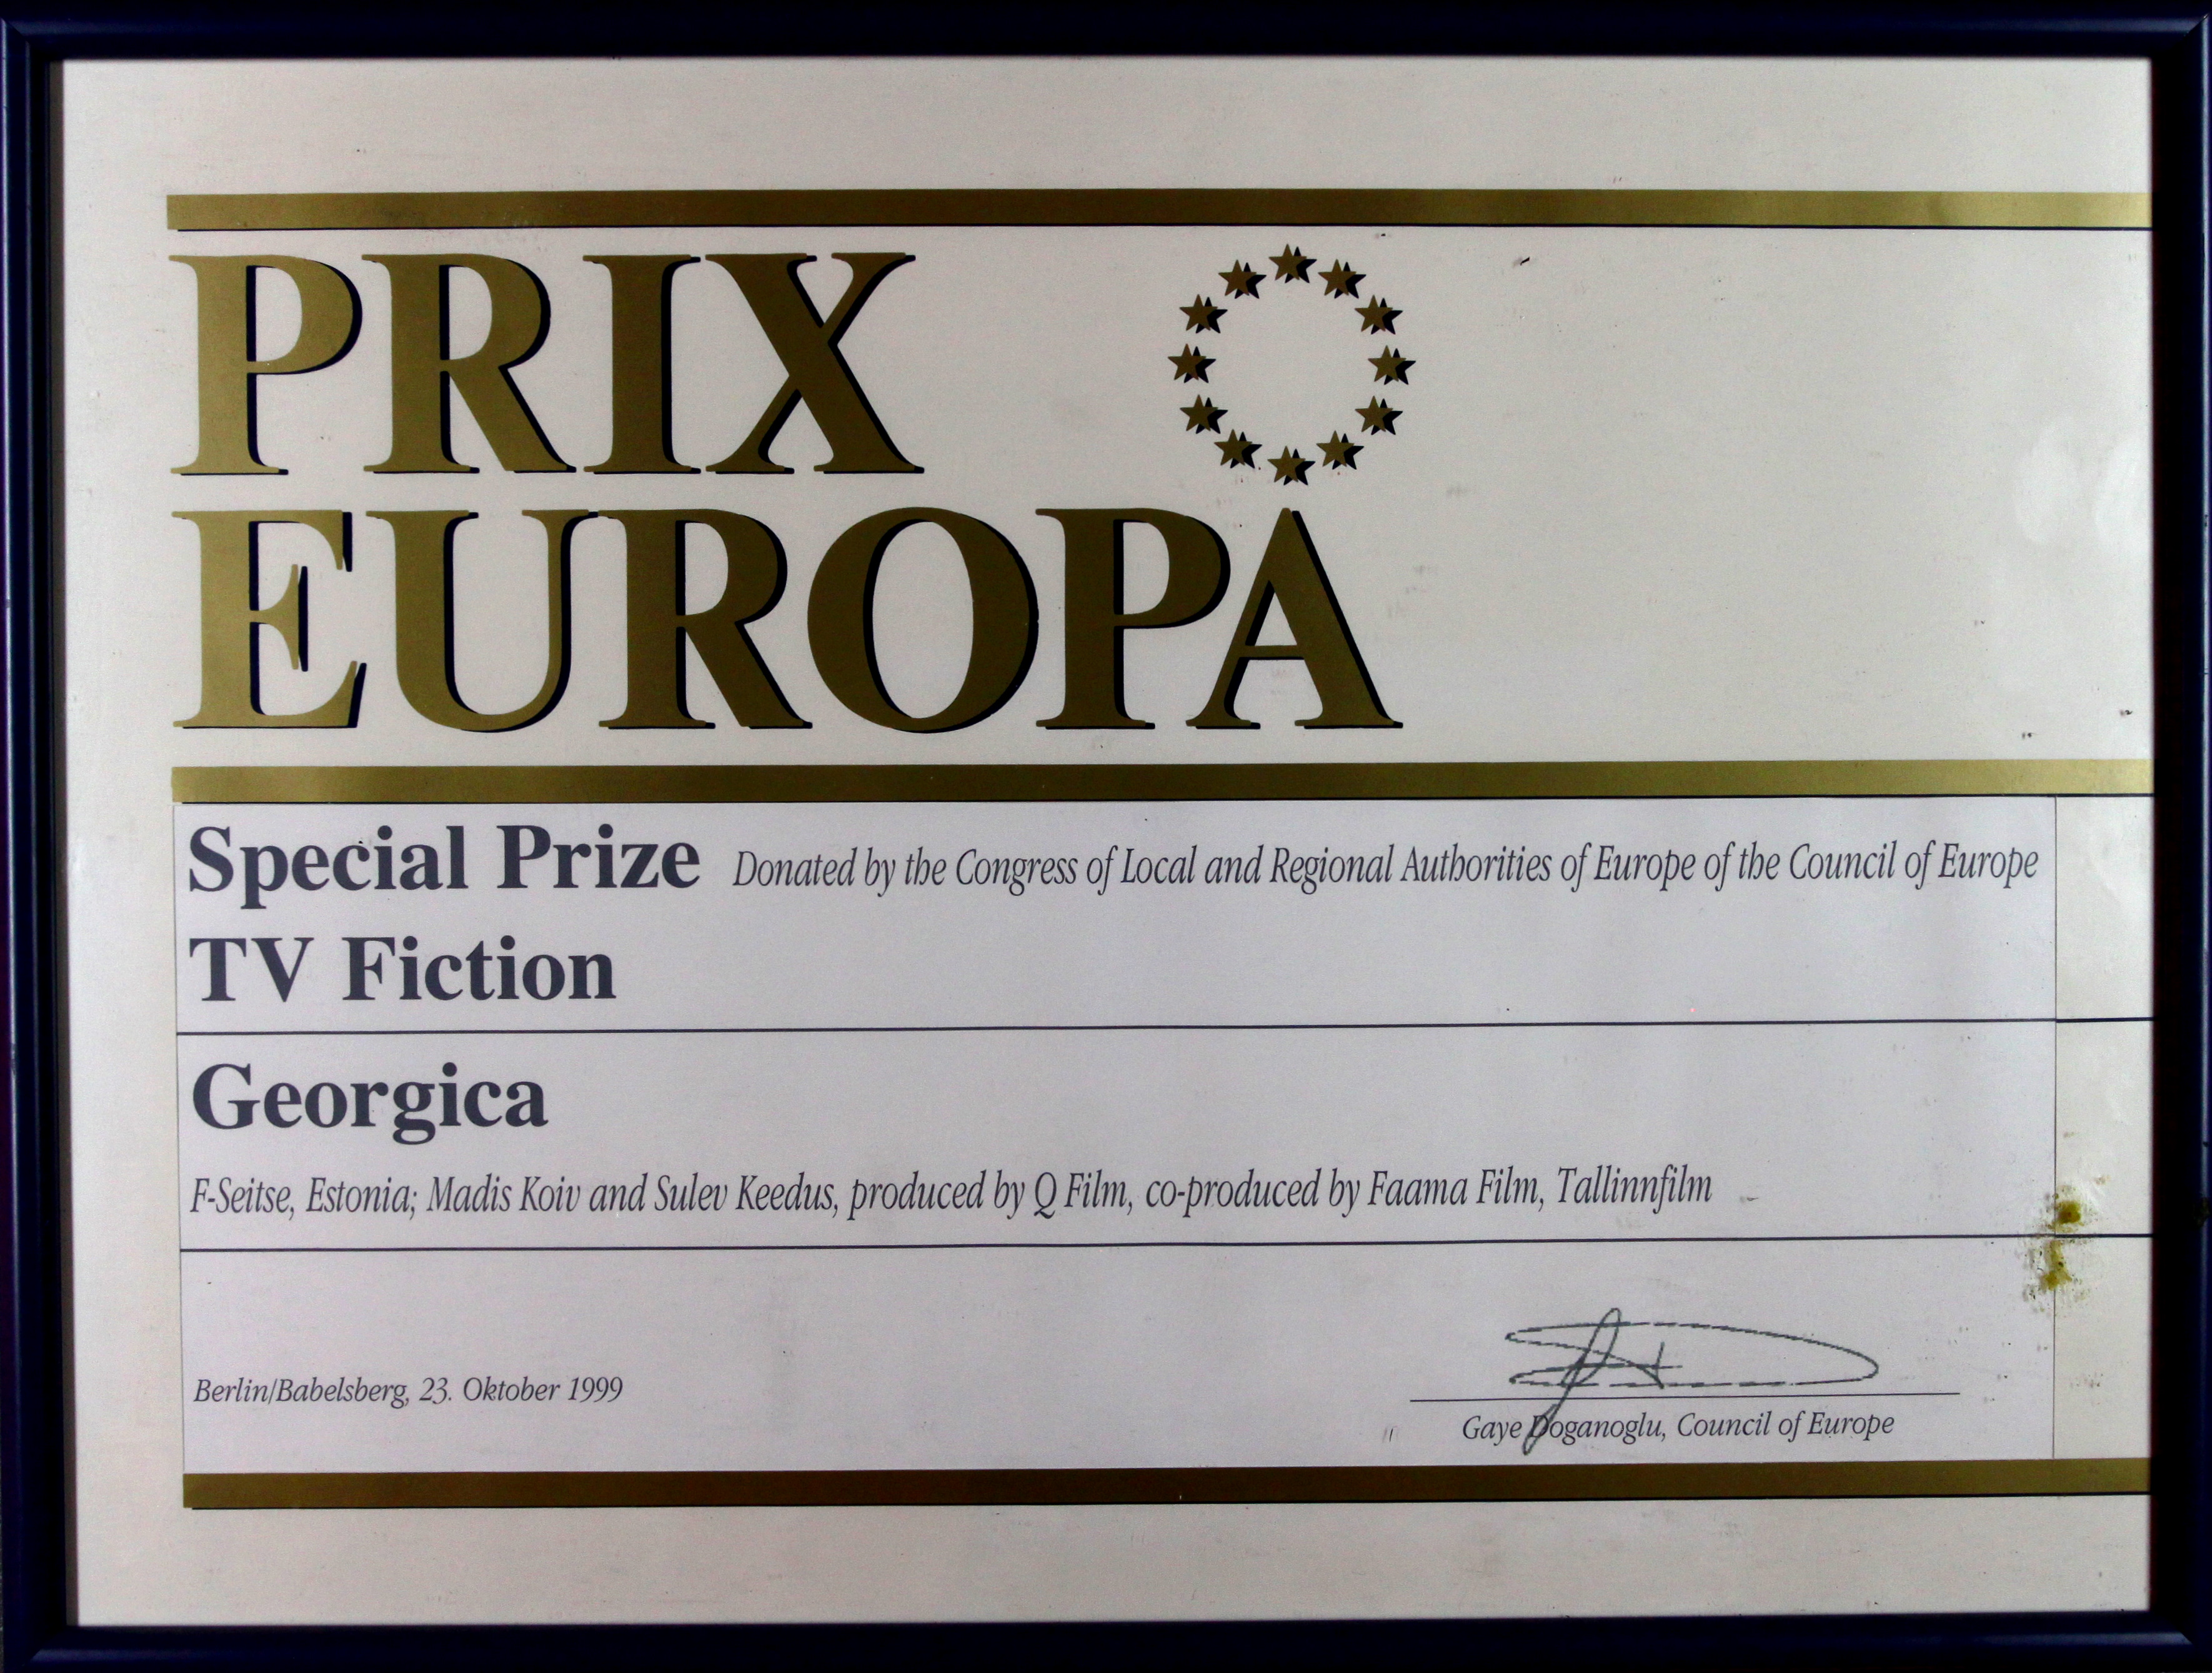 PRIX
EUROPA
Special Prize Donated by the Congress of Local and Regional Authorities of Europe of the Council of Europe
TV Fiction
Georgica
F-Seitse, Estonia; Madis Koiv and Sulev Keedus, produced by Q Film, co-produced by Faama Film, Tallinnfilm
Berlin/Babelsberg, 23. Oktober 1999
Gaye Doganoglu, Council of Europe